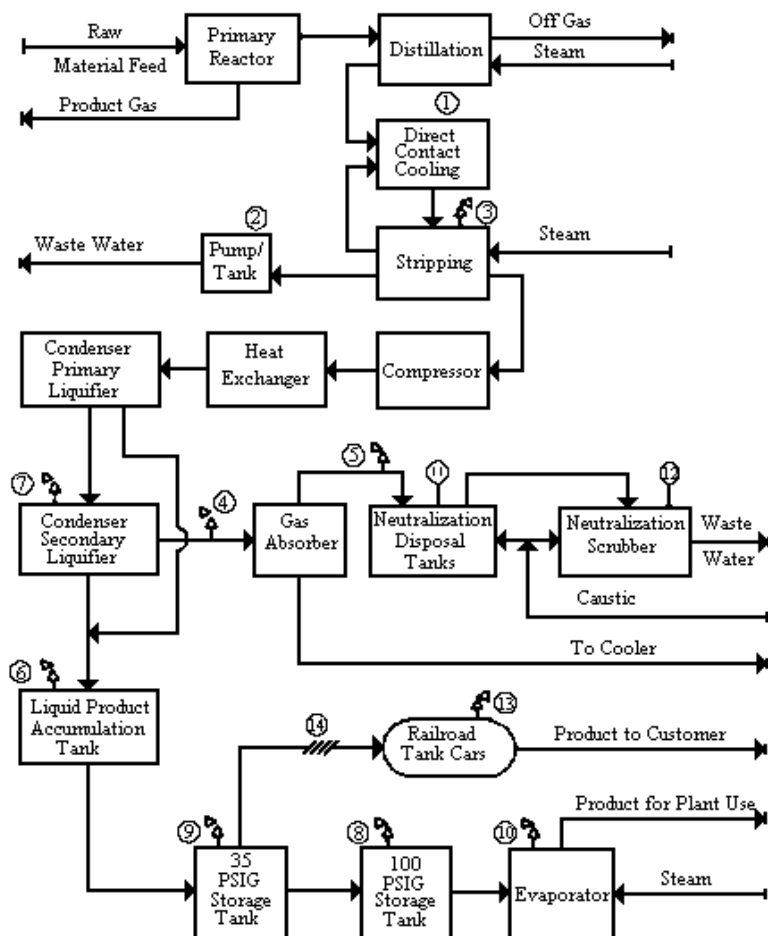 Raw
Material Feed
Primary
Reactor
Distillation
Off Gas
Steam
Product Gas
1
Direct
Contact
Cooling
2
3
Waste Water
Pump/
Tank
Stripping
Steam
Condenser
Primary
Liquifier
Heat
Exchanger
Compressor
7
4
5
11
12
Condenser
Secondary
Liquifier
Gas
Absorber
Neutralization
Disposal
Tanks
Neutralization
Scrubber
Waste
Water
Caustic
To Cooler
6
Liquid Product
Accumulation
Tank
14
13
Railroad
Tank Cars
Product to Customer
Product for Plant Use
9
8
10
35
PSIG
Storage
Tank
100
PSIG
Storage
Tank
Evaporator
Steam